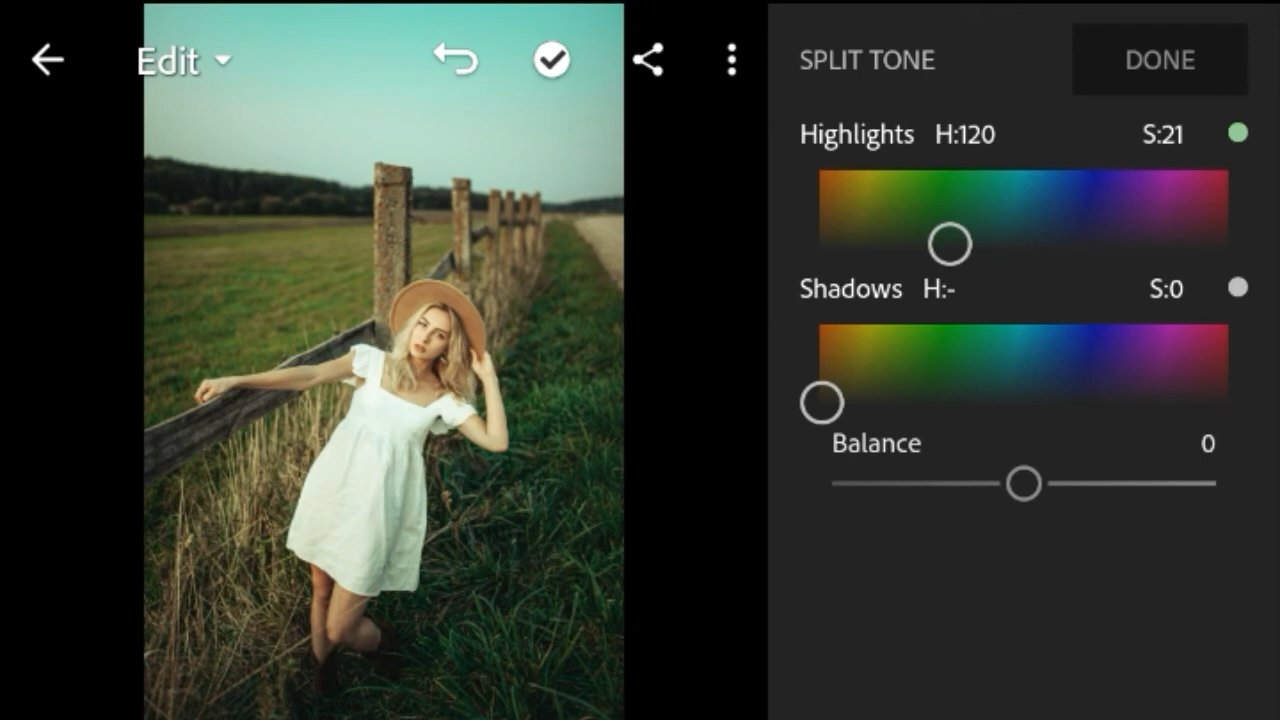 Edit
SPLIT TONE
DONE
Highlights H:120 S:21
Shadows H:- S:0
Balance 0